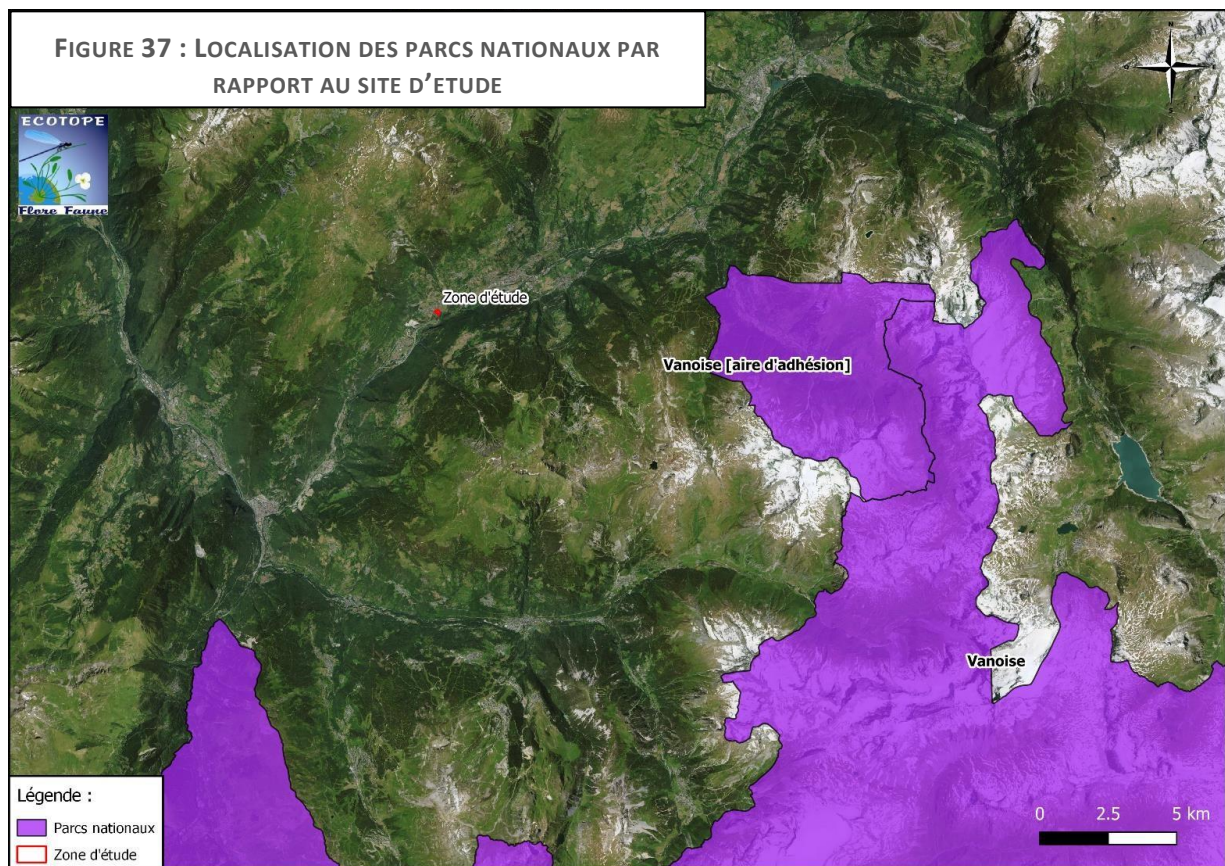 FIGURE 37 : LOCALISATION DES PARCS NATIONAUX PAR
RAPPORT AU SITE D'ETUDE
N
ECOTOPE
Flore Faune
Zone d'étude
Vanoise [aire d'adhésion]
Vanoise
Légende :
Parcs nationaux
Zone d'étude
0 2.5 5 km